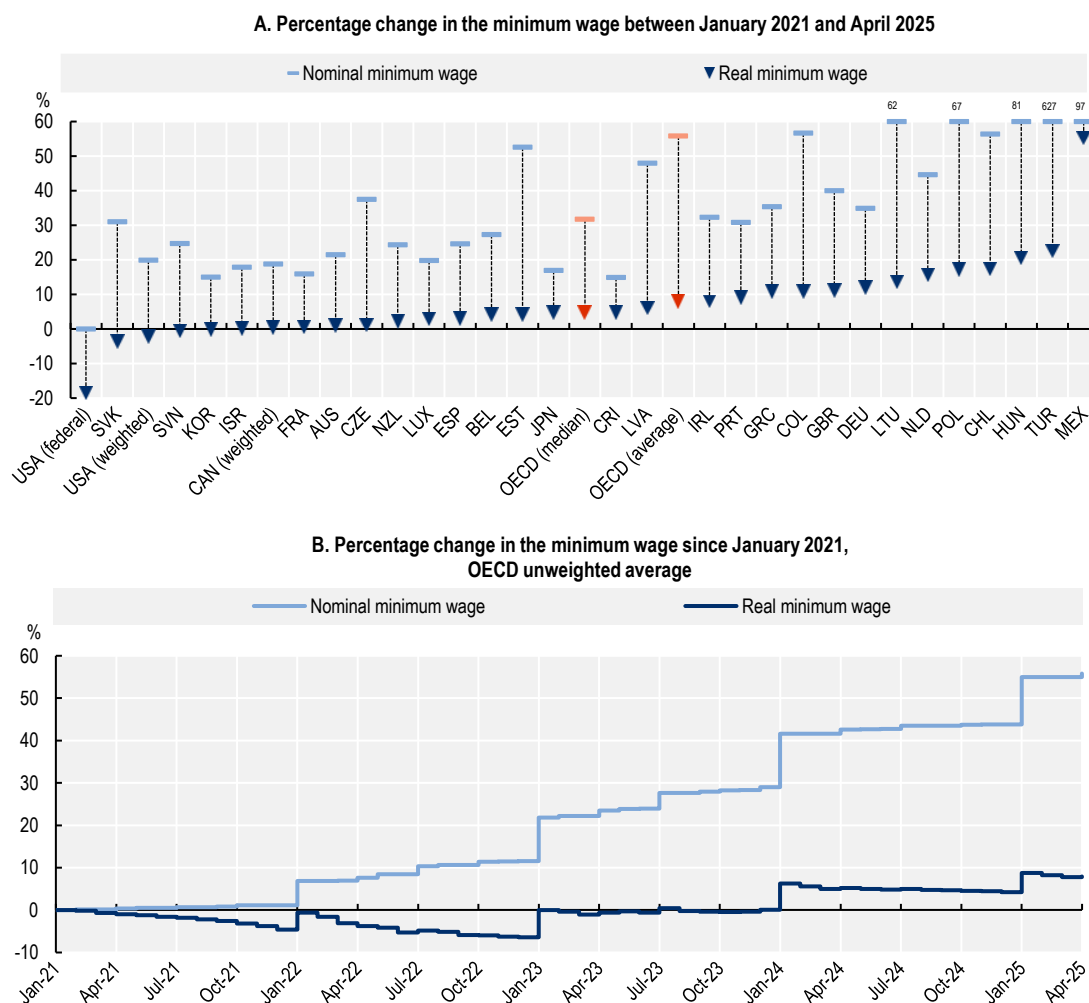 A. Percentage change in the minimum wage between January 2021 and April 2025
Nominal minimum wage
Real minimum wage
%
62
67
81
627
97
60
50
40
30
20
10
0
-10
-20
USA (federal)
SVK
USA (weighted)
SVN
KOR
ISR
CAN (weighted)
FRA
AUS
CZE
NZL
LUX
ESP
BEL
EST
JPN
OECD (median)
CRI
LVA
OECD (average)
IRL
PRT
GRC
COL
GBR
DEU
LTU
NLD
POL
CHL
HUN
TUR
MEX
B. Percentage change in the minimum wage since January 2021,
OECD unweighted average
Nominal minimum wage
Real minimum wage
%
60
50
40
30
20
10
0
-10
Jan-21
Apr-21
Jul-21
Oct-21
Jan-22
Apr-22
Jul-22
Oct-22
Jan-23
Apr-23
Jul-23
Oct-23
Jan-24
Apr-24
Jul-24
Oct-24
Jan-25
Apr-25